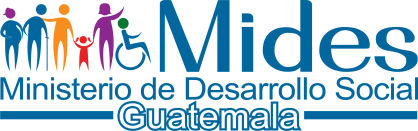 Mides
Ministerio de Desarrollo Social
Guatemala